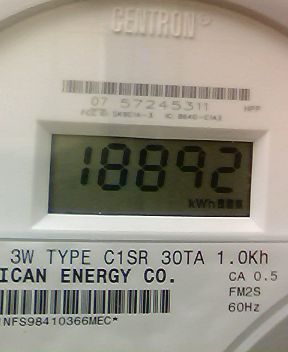 CENTRON
07 57245311
18892
kWh
3W TYPE C1SR 30TA 1.0Kh
ICAN ENERGY CO.
CA 0.5
FM2S
60Hz
NFS98410366MEC*